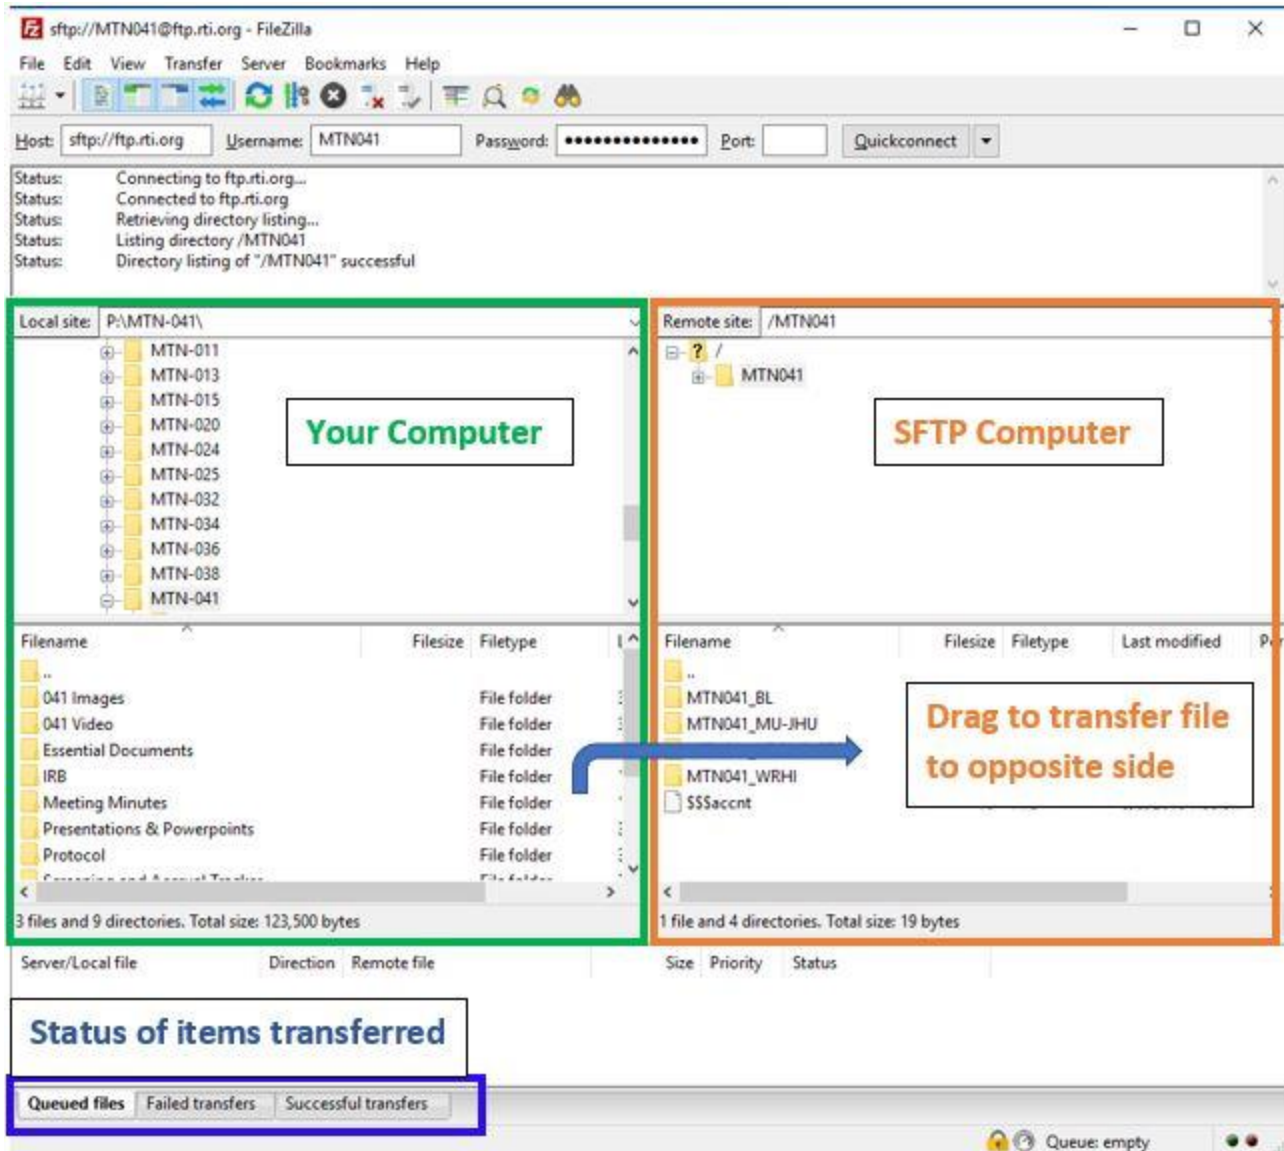 sftp://MTN041@ftp.rti.org - FileZilla
File Edit View Transfer Server Bookmarks Help
Host: sftp://ftp.rti.org Username: MTN041 Password: ●●●●●●●●●●●●●● Port: Quickconnect
Status: Connecting to ftp.rti.org...
Status: Connected to ftp.rti.org
Status: Retrieving directory listing...
Status: Listing directory /MTN041
Status: Directory listing of "/MTN041" successful
Local site: P:\MTN-041\
MTN-011
MTN-013
MTN-015
MTN-020
MTN-024
MTN-025
MTN-032
MTN-034
MTN-036
MTN-038
MTN-041
Your Computer
Remote site: /MTN041
/
MTN041
SFTP Computer
Filename Filesize Filetype
..
041 Images File folder
041 Video File folder
Essential Documents File folder
IRB File folder
Meeting Minutes File folder
Presentations & Powerpoints File folder
Protocol File folder
3 files and 9 directories. Total size: 123,500 bytes
Filename Filesize Filetype Last modified
..
MTN041_BL
MTN041_MU-JHU
MTN041_WRHI
$$$accnt
Drag to transfer file
to opposite side
1 file and 4 directories. Total size: 19 bytes
Server/Local file Direction Remote file Size Priority Status
Status of items transferred
Queued files Failed transfers Successful transfers
Queue: empty